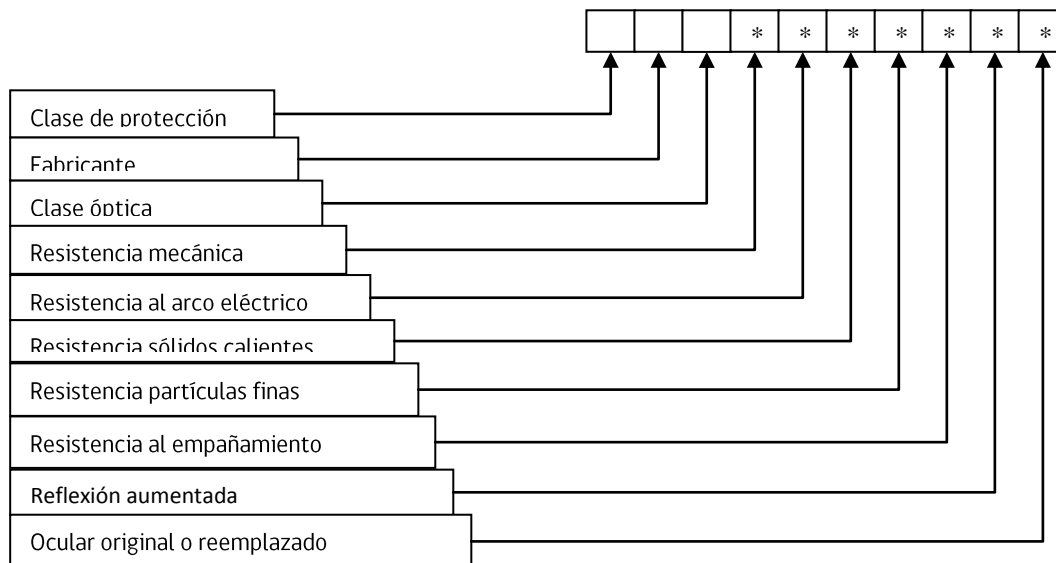 * * * * * * *
Clase de protección
Fabricante
Clase óptica
Resistencia mecánica
Resistencia al arco eléctrico
Resistencia sólidos calientes
Resistencia partículas finas
Resistencia al empañamiento
Reflexión aumentada
Ocular original o reemplazado